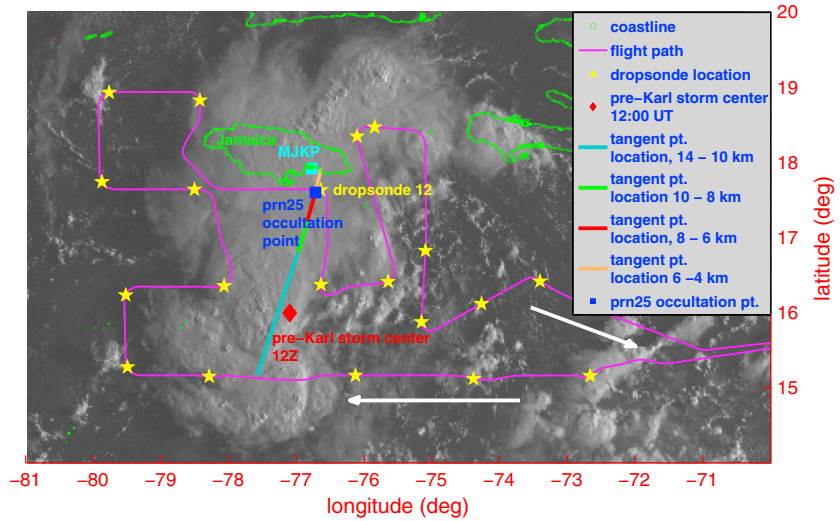 20
19
18
17
16
15
latitude (deg)
coastline
flight path
dropsonde location
pre-Karl storm center
12:00 UT
tangent pt.
location, 14 – 10 km
tangent pt.
location 10 – 8 km
tangent pt.
location, 8 – 6 km
tangent pt.
location 6 –4 km
prn25 occultation pt.
Jamaica
MJKP
dropsonde 12
prn25
occultation
point
pre-Karl storm center
12Z
−81 −80 −79 −78 −77 −76 −75 −74 −73 −72 −71
longitude (deg)